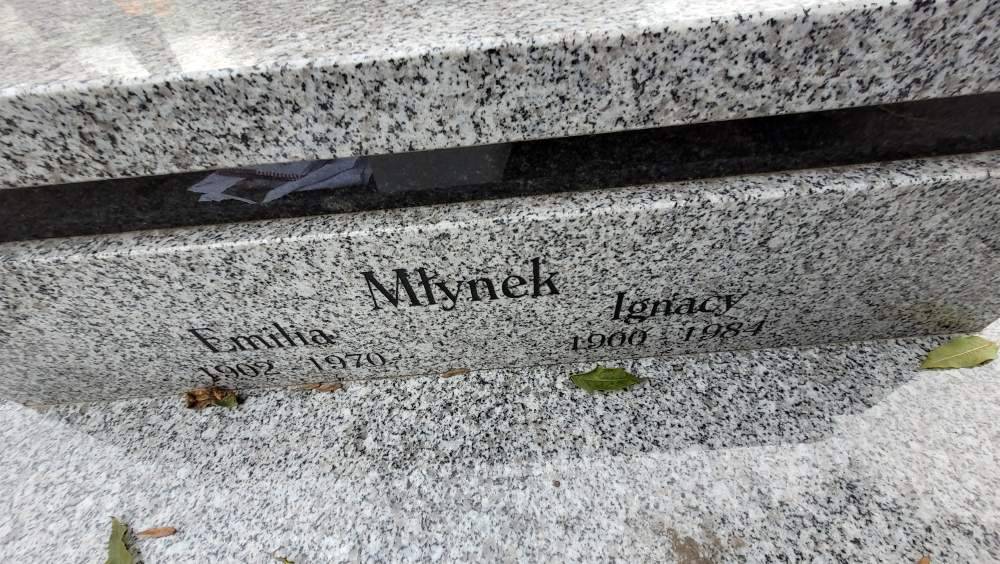 Młynek
Emilia
1902 - 1970
Ignacy
1900 - 1984